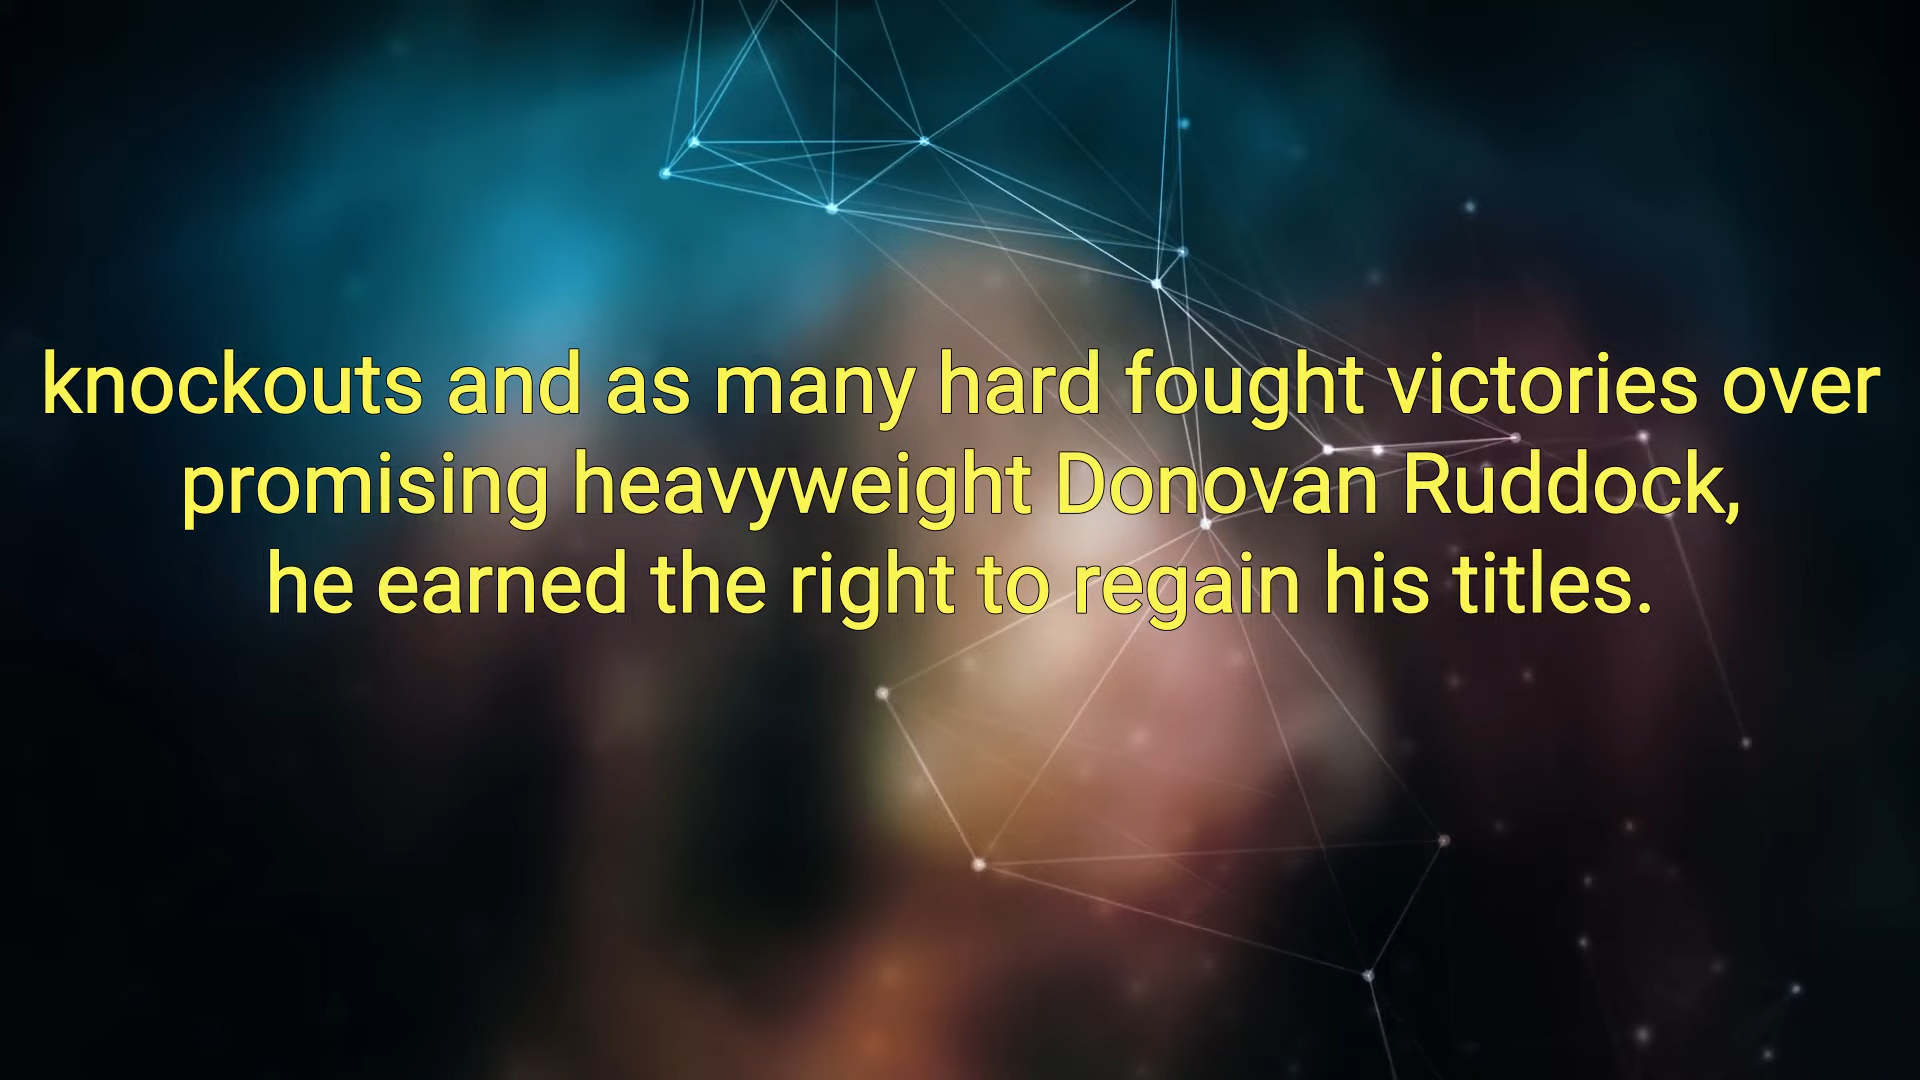 knockouts and as many hard fought victories over
promising heavyweight Donovan Ruddock,
he earned the right to regain his titles.